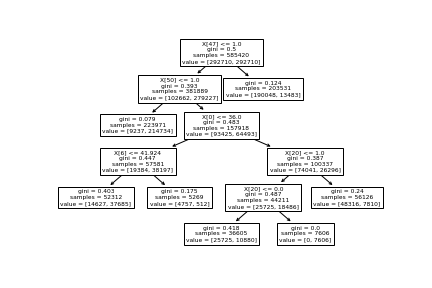 X[47] <= 1.0
gini = 0.5
samples = 585420
value = [292710, 292710]
X[50] <= 1.0
gini = 0.393
samples = 381889
value = [102662, 279227]
gini = 0.124
samples = 203531
value = [190048, 13483]
gini = 0.079
samples = 223971
value = [9237, 214734]
X[0] <= 36.0
gini = 0.483
samples = 157918
value = [93425, 64493]
X[6] <= 41.924
gini = 0.447
samples = 57581
value = [19384, 38197]
X[20] <= 1.0
gini = 0.387
samples = 100337
value = [74041, 26296]
gini = 0.403
samples = 52312
value = [14627, 37685]
gini = 0.175
samples = 5269
value = [4757, 512]
X[20] <= 0.0
gini = 0.487
samples = 44211
value = [25725, 18486]
gini = 0.24
samples = 56126
value = [48316, 7810]
gini = 0.418
samples = 36605
value = [25725, 10880]
gini = 0.0
samples = 7606
value = [0, 7606]